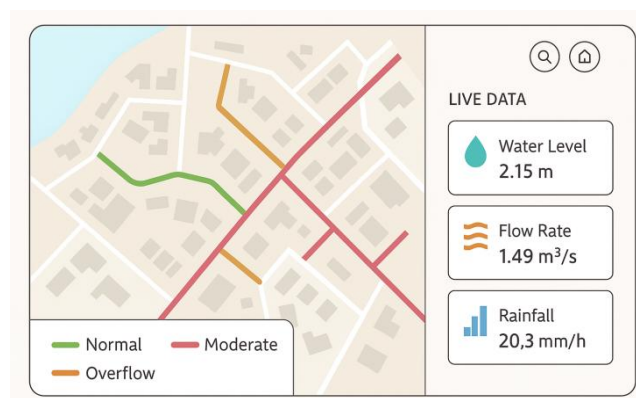 LIVE DATA
Water Level
2.15 m
Flow Rate
1.49 m³/s
Rainfall
20,3 mm/h
Normal
Moderate
Overflow